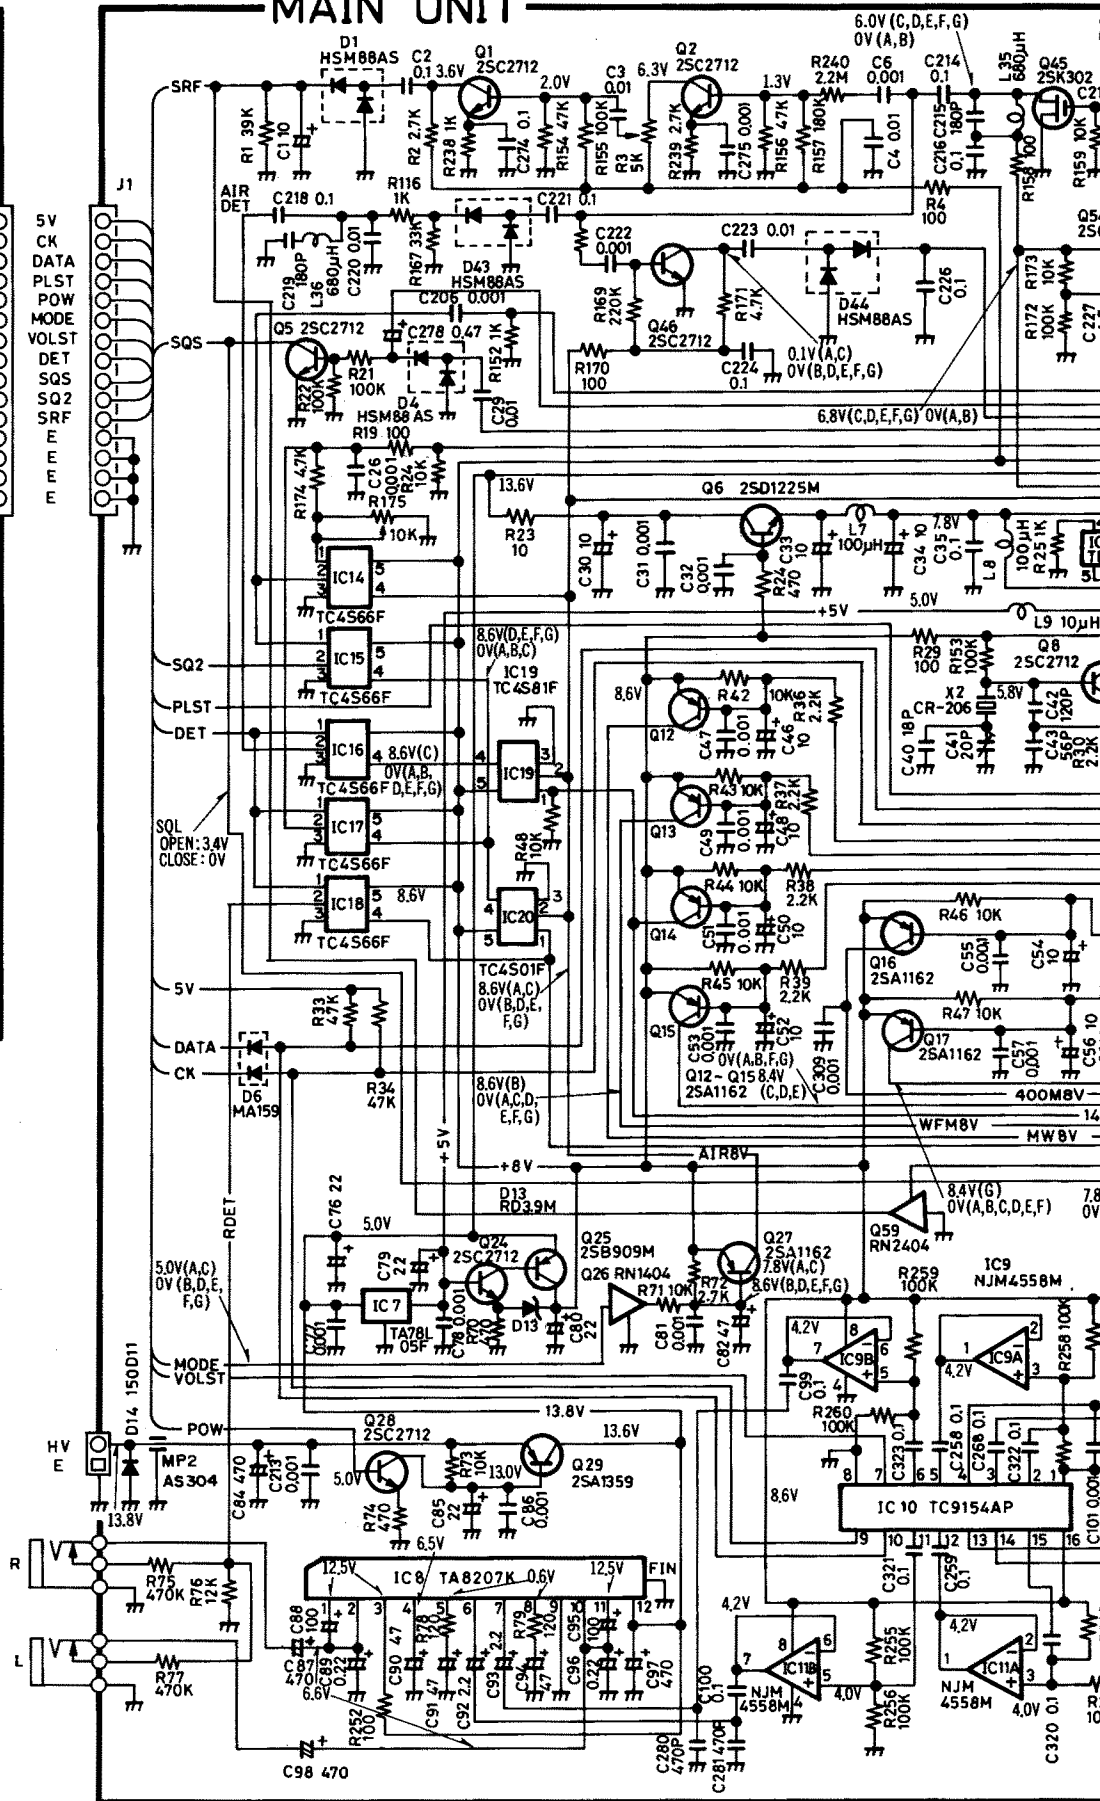 MAIN UNIT
J1
5V
CK
DATA
PLST
POW
MODE
VOLST
DET
SQS
SQ2
SRF
E
E
E
E
SRF
D1
HSM88AS
C2
0.1
3.6V
Q1
2SC2712
2.0V
C3
0.01
6.3V
Q2
2SC2712
1.3V
R240
2.2M
C6
0.001
C214
0.1
6.0V (C,D,E,F,G)
0V (A,B)
L35
680μH
Q45
2SK302
R1 39K
C1 10
R2 2.7K
R238 1K
C274 0.1
R154 47K
R155 100K
R3
5K
R239 2.7K
C275 0.001
R156 47K
R157 180K
C4 0.01
C215
180P
C216
0.1
R158 100
R159 10K
R4
100
AIR
DET
C218 0.1
R116
1K
C221 0.1
C219
180P
L36
680μH
C220 0.01
R167 33K
D43
HSM88AS
C222
0.001
C223 0.01
R169
220K
Q46
2SC2712
R171
4.7K
D44
HSM88AS
C226
0.1
R173
10K
R172
100K
C227
C206 0.001
SQS
Q5 2SC2712
C278 0.47
R152 1K
R21
100K
R22
100K
D4
HSM88AS
C29
0.01
R170
100
C224
0.1
0.1V(A,C)
0V(B,D,E,F,G)
6.8V(C,D,E,F,G) 0V(A,B)
R19 100
R174 4.7K
C26
0.001
R24
10K
R175
10K
13.6V
R23
10
Q6 2SD1225M
C30 10
C31 0.001
C32
0.001
R24
470
C33
10
L7
100μH
C34 10
C35
0.1
7.8V
L8
100μH
R25 1K
IC14
TC4S66F
+5V
5.0V
L9 10μH
IC15
TC4S66F
SQ2
8.6V(D,E,F,G)
0V(A,B,C)
IC19
TC4S81F
R29
100
R153
100K
Q8
2SC2712
PLST
DET
8.6V
R42
10K
R36
2.2K
Q12
C47
0.001
C46
10
X2
CR-206
5.8V
C40 18P
C41
20P
C42
120P
C43
56P
R30
2.2K
IC16
TC4S66F
8.6V(C)
0V(A,B,
D,E,F,G)
IC19
R43 10K
R37
2.2K
Q13
C49
0.001
C48
10
IC17
TC4S66F
SQL
OPEN:3.4V
CLOSE:0V
R48
10K
R44 10K
R38
2.2K
Q14
C51
0.001
C50
10
IC18
TC4S66F
8.6V
IC20
TC4S01F
8.6V(A,C)
0V(B,D,E,
F,G)
R46 10K
Q16
2SA1162
C55
0.001
C54
10
R45 10K
R39
2.2K
Q15
C53
0.001
C52
10
C309
0.001
R47 10K
Q17
2SA1162
C57
0.001
C56 10
5V
R33
47K
DATA
CK
D6
MA159
R34
47K
8.6V(B)
0V(A,C,D,
E,F,G)
0V(A,B,F,G)
Q12~Q15 8.4V
2SA1162 (C,D,E)
400M8V
WFM8V
MW8V
AIR8V
+5V
+8V
8.4V(G)
0V(A,B,C,D,E,F)
Q59
RN2404
RDET
C76 22
5.0V
D13
RD3.9M
Q24
2SC2712
Q25
2SB909M
Q26 RN1404
Q27
2SA1162
7.8V(A,C)
8.6V(B,D,E,F,G)
C79
22
IC7
TA78L
05F
0.001
C78 0.001
R70
470
D13
C80
22
R71 10K
R72
2.7K
C81
0.001
C82 47
5.0V(A,C)
0V(B,D,E,
F,G)
R259
100K
IC9
NJM4558M
4.2V
IC9B
IC9A
4.2V
R258 100K
C99
0.1
R260
100K
C323 0.1
C258 0.1
C268 0.1
C322 0.1
MODE
VOLST
13.8V
D14 150D11
POW
HV
E
MP2
AS304
Q28
2SC2712
13.6V
R73
10K
13.0V
Q29
2SA1359
C84 470
C213
0.001
5.0V
R74
470
C85
22
C86
0.001
13.8V
8.6V
IC10 TC9154AP
C101 0.001
C321
0.1
C259
0.1
6.5V
R
R75
470K
R76
12K
12.5V
IC8 TA8207K
0.6V
12.5V
FIN
L
R77
470K
C88
100
C87
470
C89
0.22
R252
100
C90 47
R78
120
C91 47
C92 2.2
C93
2.2
R79
120
C94
47
C95
100
C96
0.22
C97
470
6.6V
C98 470
C100
0.1
C280
470P
C281 470P
4.2V
IC11B
NJM
4558M
4.0V
R255
100K
R256
100K
4.2V
IC11A
NJM
4558M
4.0V
C320 0.1